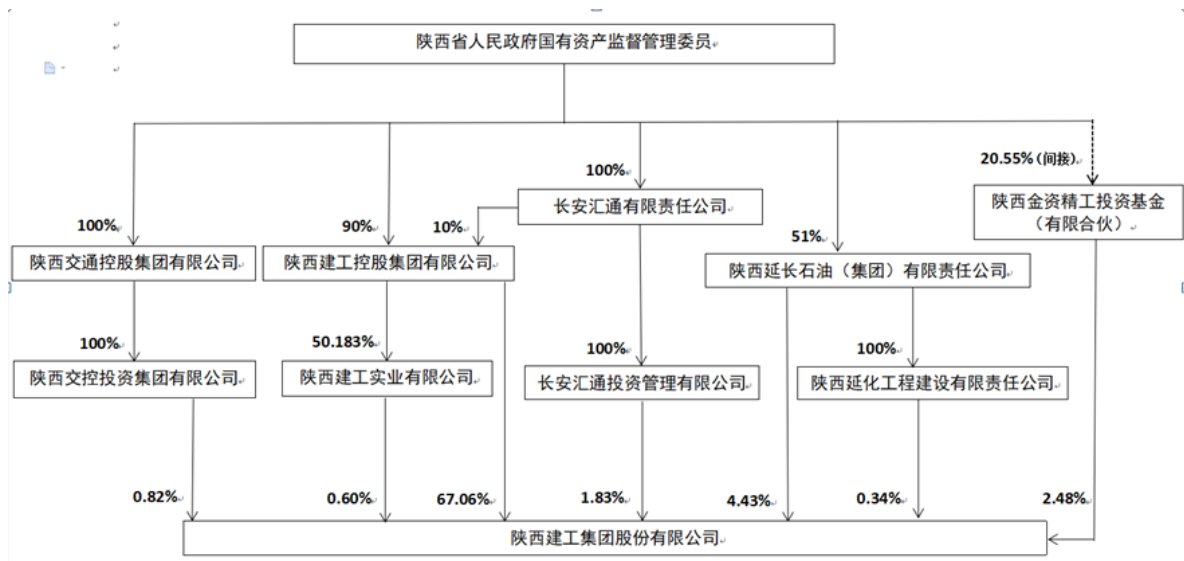 陕西省人民政府国有资产监督管理委员
20.55%（间接）
100%
长安汇通有限责任公司
陕西金资精工投资基金
（有限合伙）
100%
90%
10%
51%
陕西交通控股集团有限公司
陕西建工控股集团有限公司
陕西延长石油（集团）有限责任公司
100%
50.183%
100%
100%
陕西交控投资集团有限公司
陕西建工实业有限公司
长安汇通投资管理有限公司
陕西延化工程建设有限责任公司
0.82%
0.60%
67.06%
1.83%
4.43%
0.34%
2.48%
陕西建工集团股份有限公司